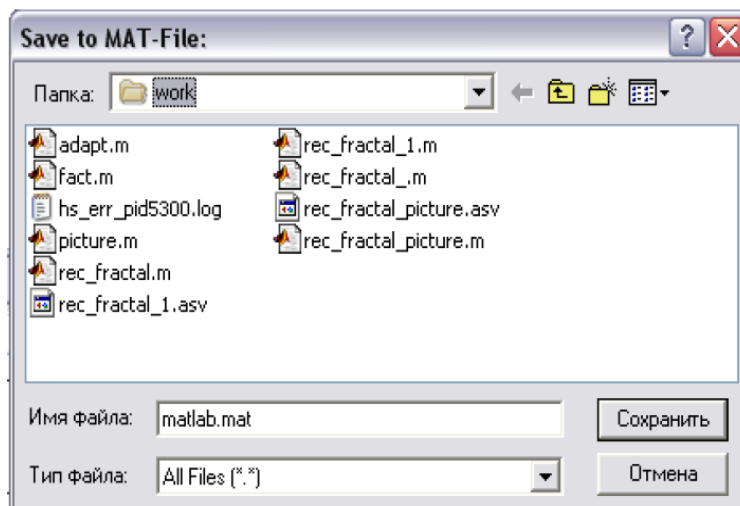 Save to MAT-File:
Папка: work
adapt.m
fact.m
hs_err_pid5300.log
picture.m
rec_fractal.m
rec_fractal_1.asv
rec_fractal_1.m
rec_fractal_.m
rec_fractal_picture.asv
rec_fractal_picture.m
Имя файла: matlab.mat
Сохранить
Тип файла: All Files (*.*)
Отмена